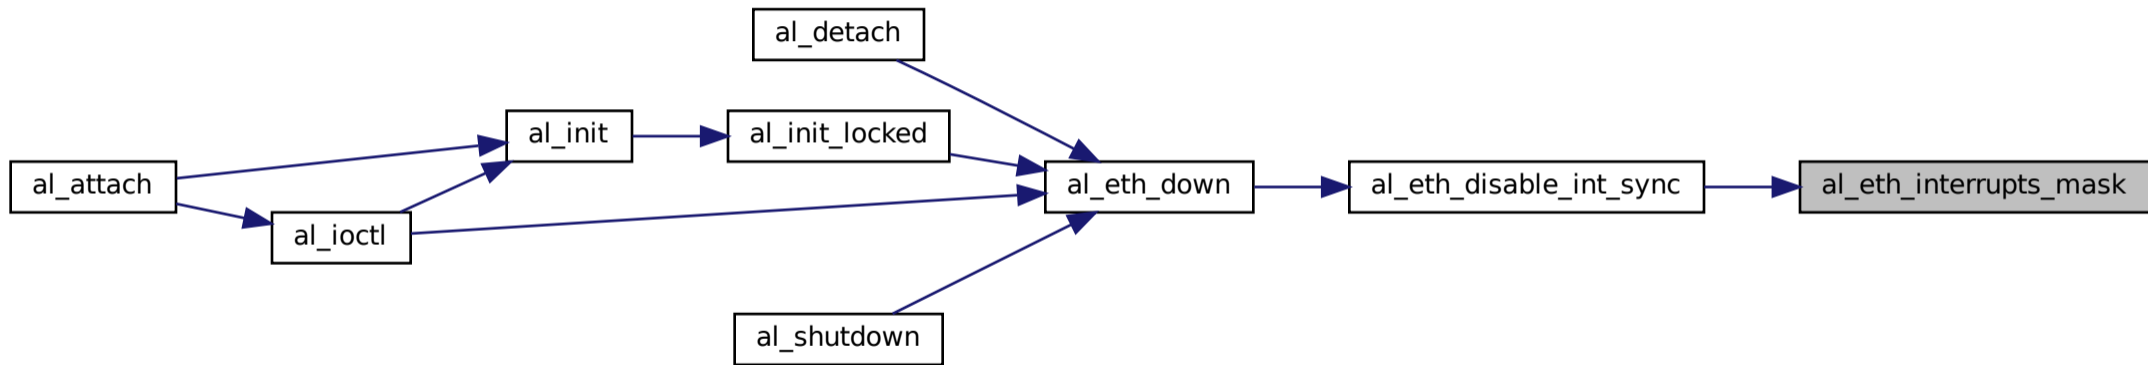 al_detach
al_init
al_init_locked
al_attach
al_eth_down
al_eth_disable_int_sync
al_eth_interrupts_mask
al_ioctl
al_shutdown